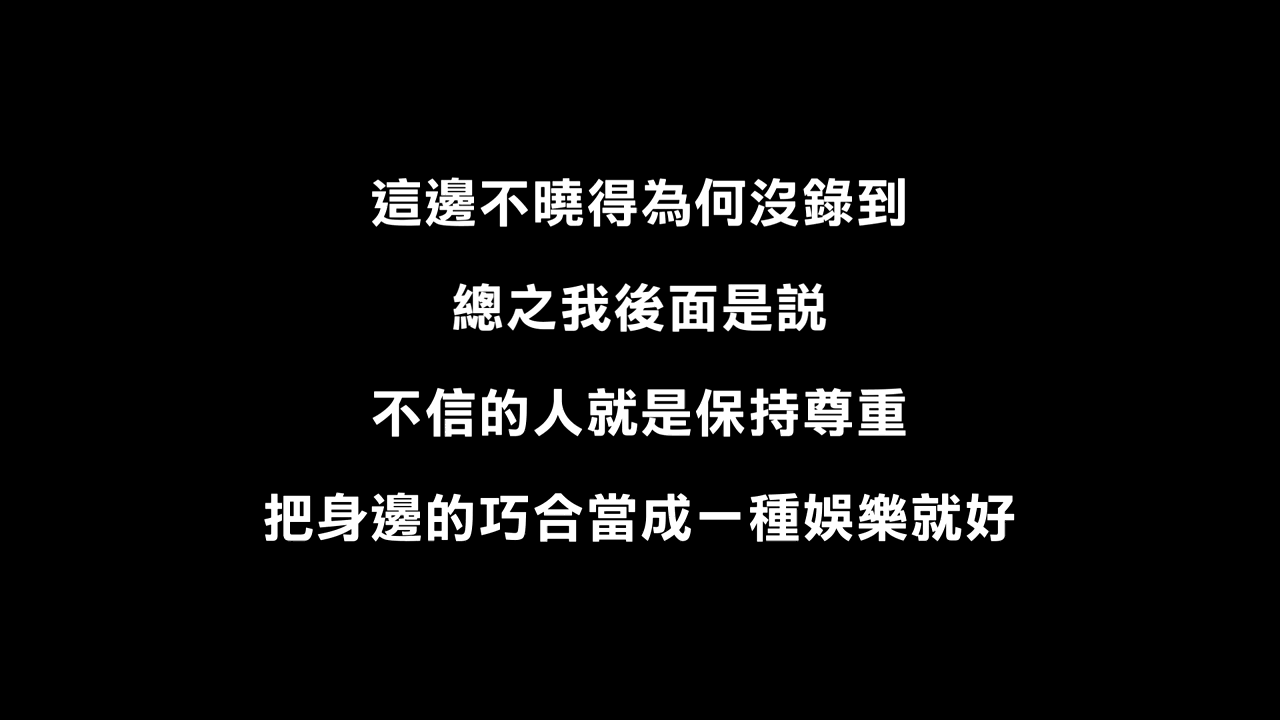 這邊不曉得為何沒錄到
總之我後面是説
不信的人就是保持尊重
把身邊的巧合當成一種娛樂就好